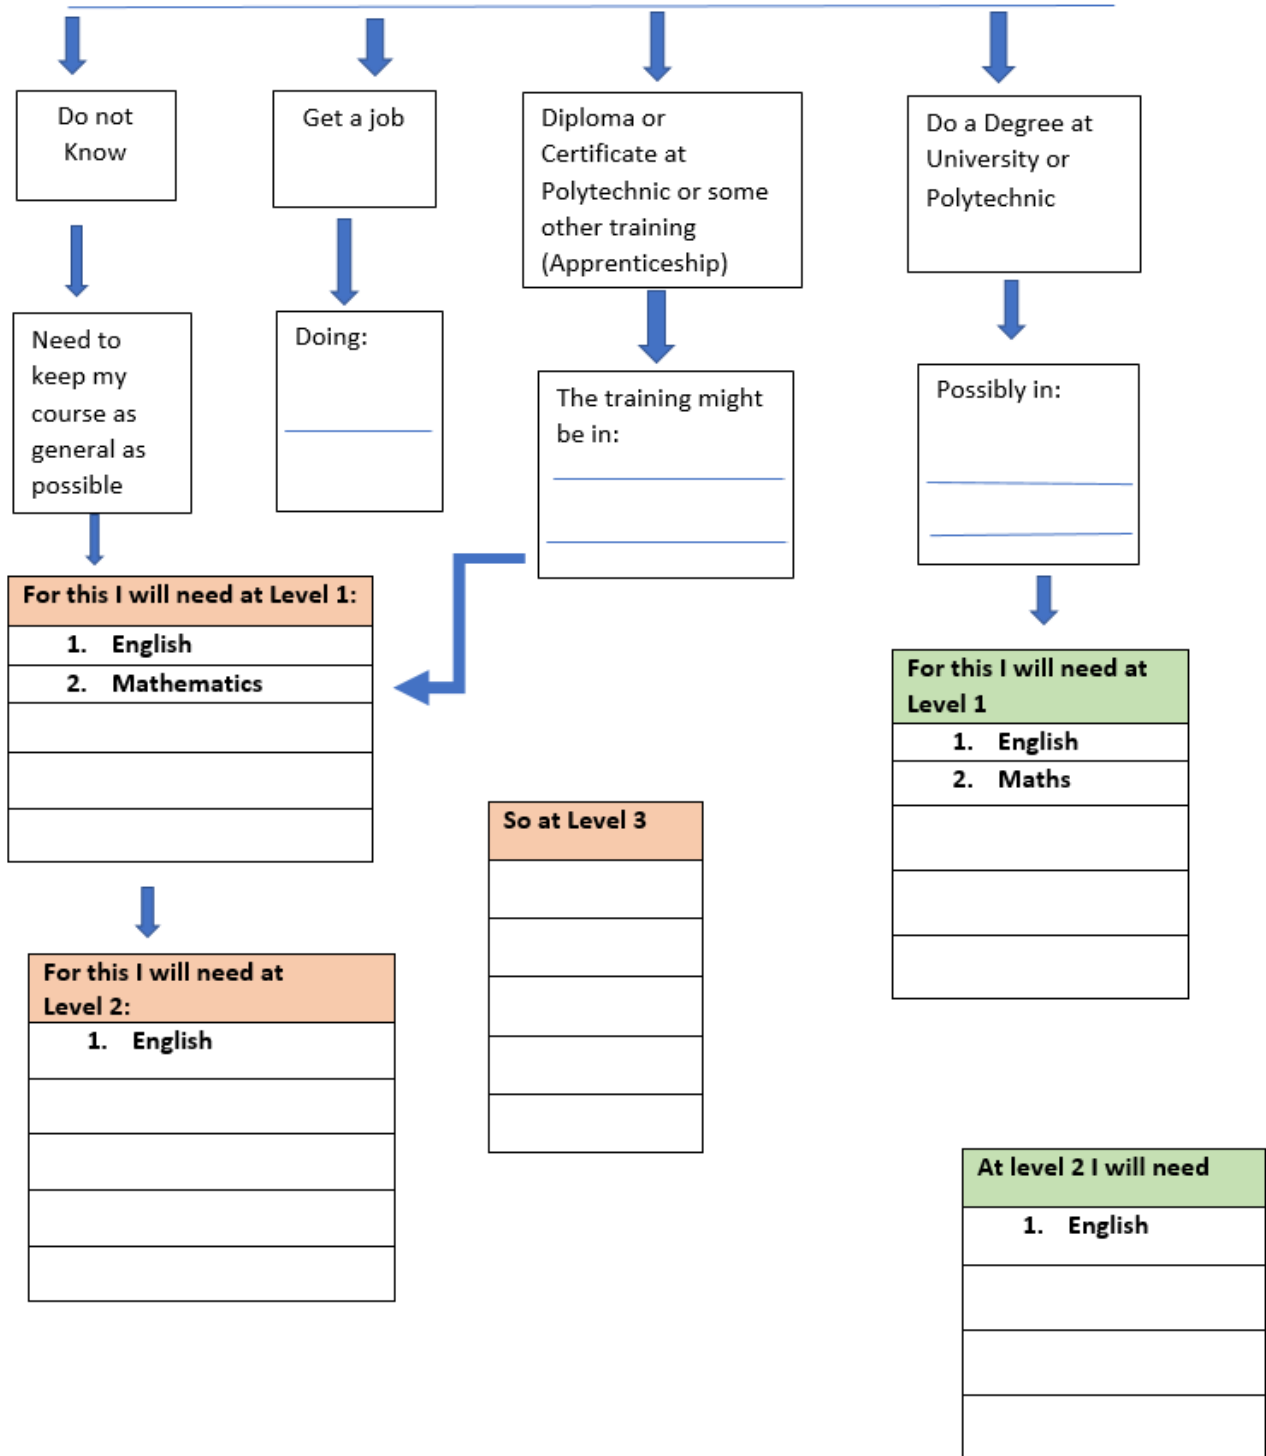 Do not
Know
Get a job
Diploma or
Certificate at
Polytechnic or some
other training
(Apprenticeship)
Do a Degree at
University or
Polytechnic
Need to
keep my
course as
general as
possible
Doing:
The training might
be in:
Possibly in:
For this I will need at Level 1:
1. English
2. Mathematics
For this I will need at
Level 1
1. English
2. Maths
So at Level 3
For this I will need at
Level 2:
1. English
At level 2 I will need
1. English